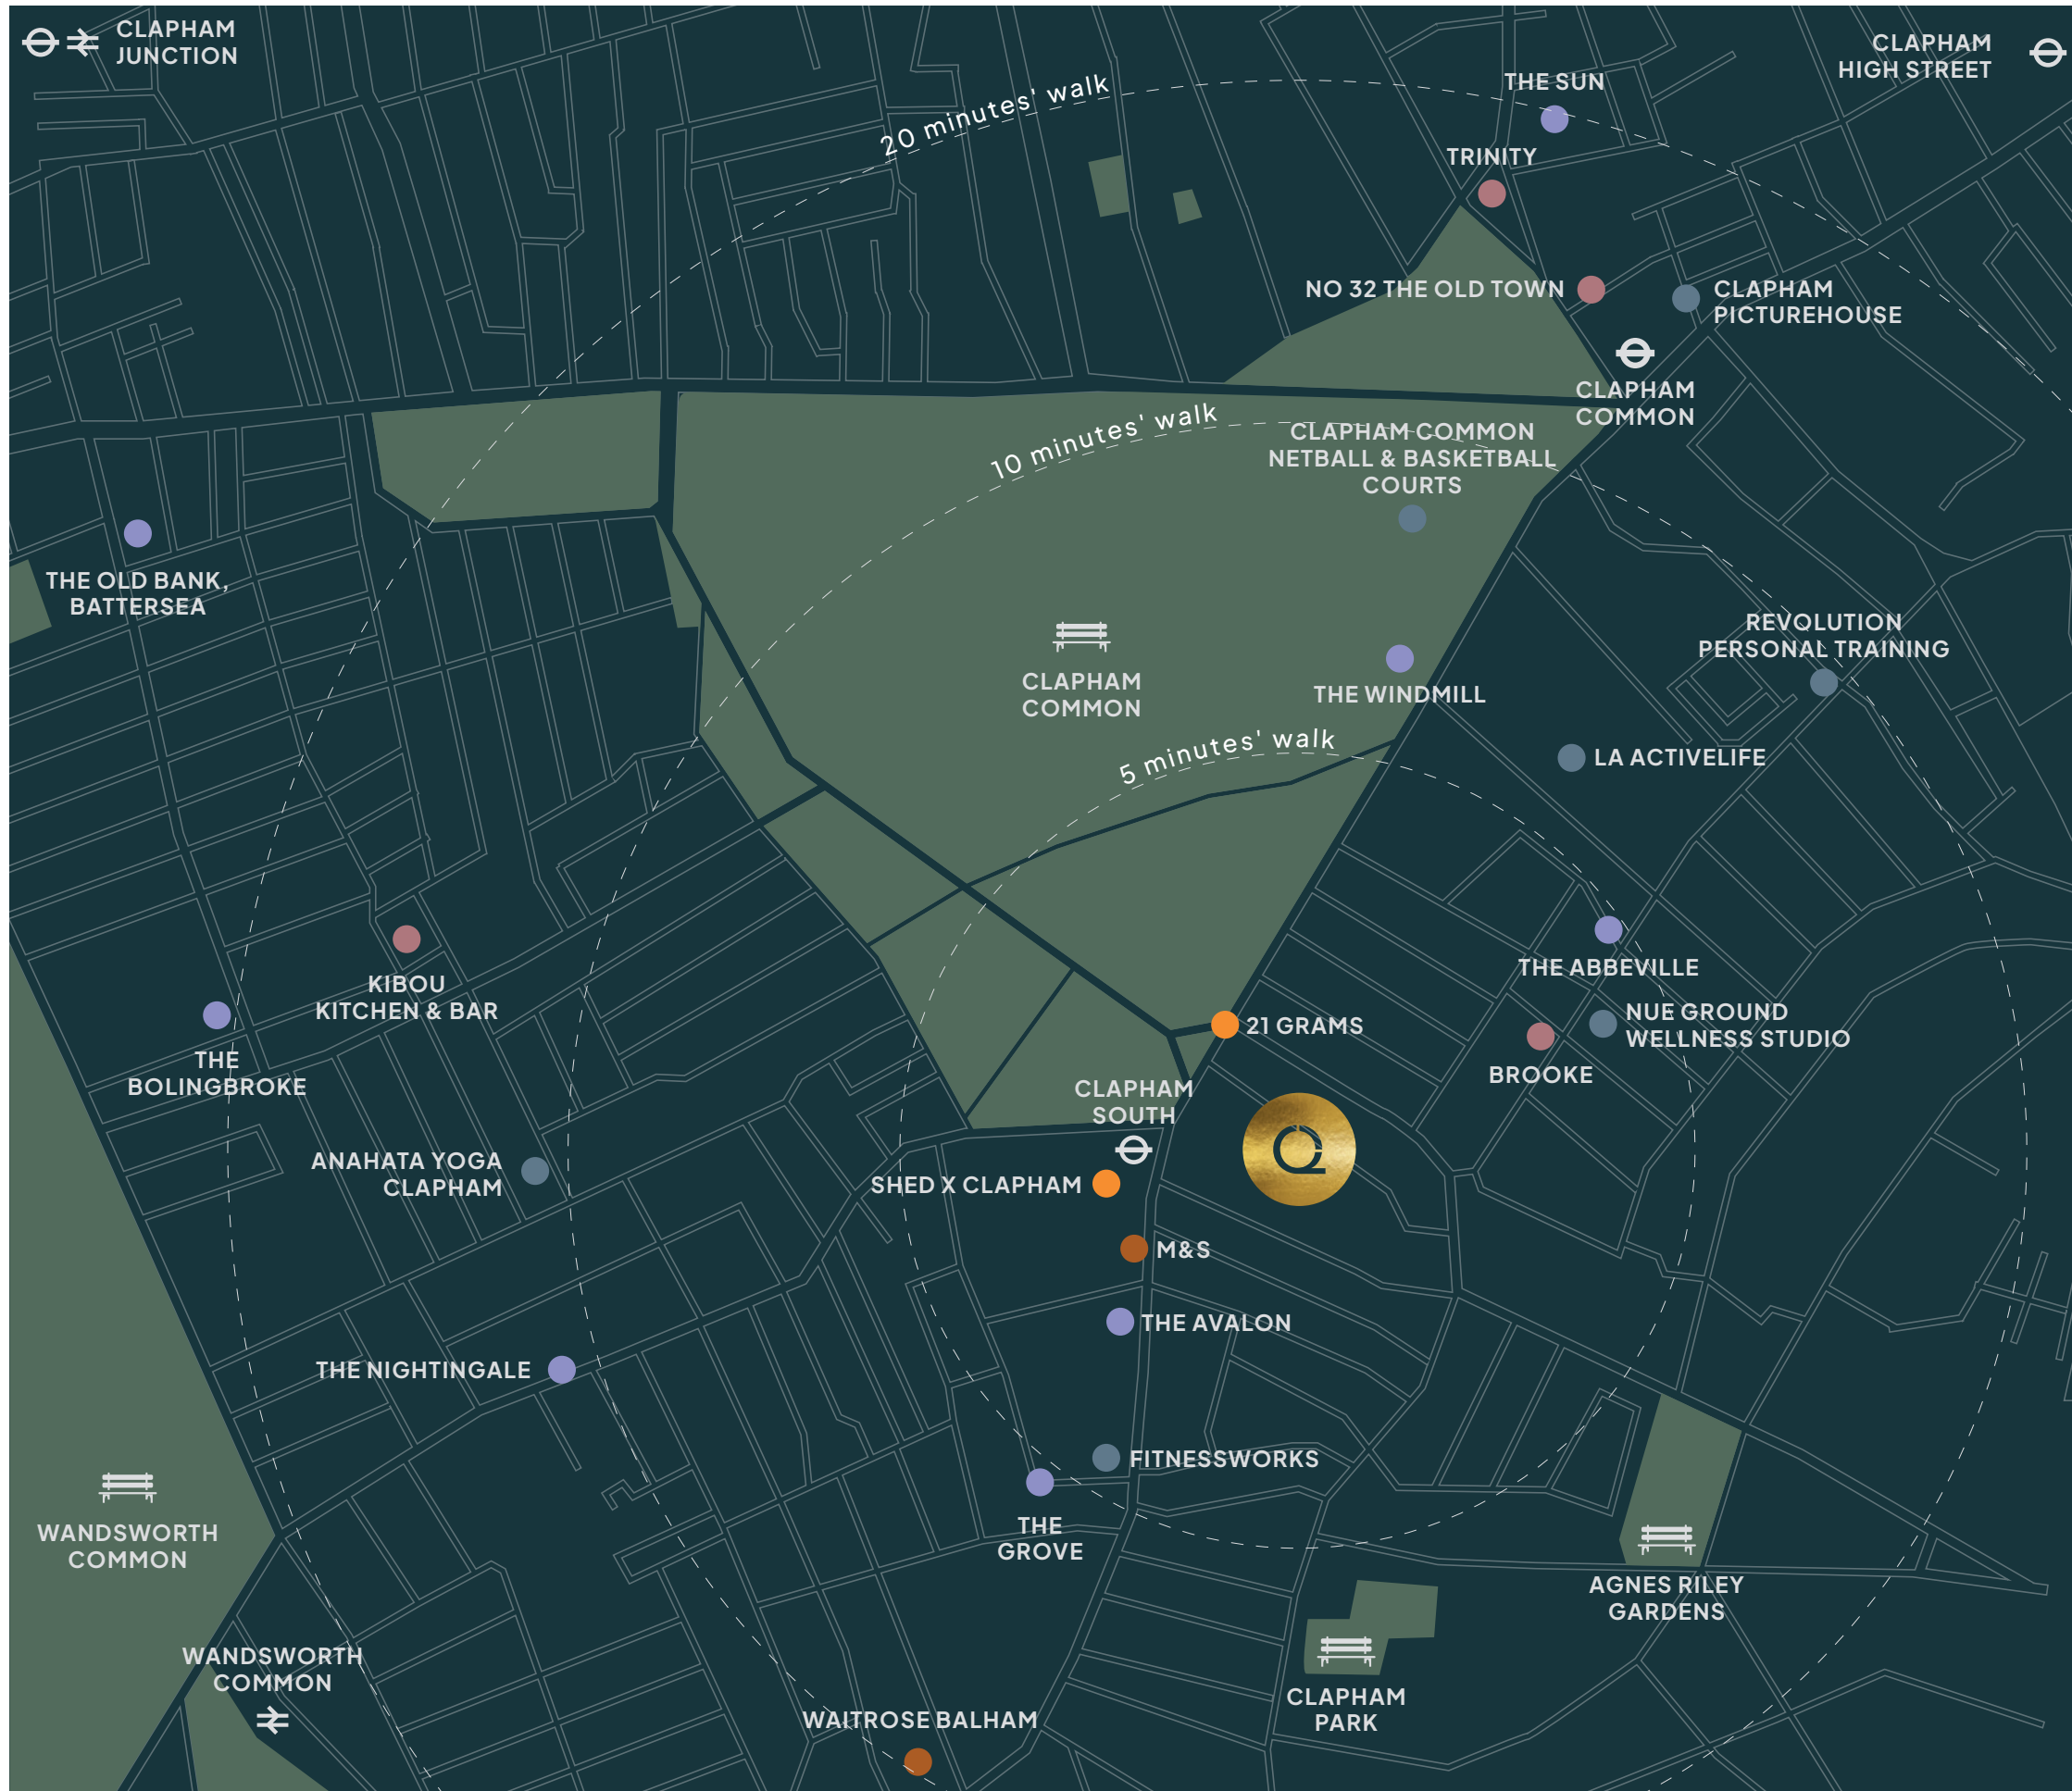 CLAPHAM
JUNCTION
CLAPHAM
HIGH STREET
THE SUN
20 minutes' walk
TRINITY
NO 32 THE OLD TOWN
CLAPHAM
PICTUREHOUSE
CLAPHAM
COMMON
10 minutes' walk
CLAPHAM COMMON
NETBALL & BASKETBALL
COURTS
THE OLD BANK,
BATTERSEA
REVOLUTION
PERSONAL TRAINING
CLAPHAM
COMMON
THE WINDMILL
5 minutes' walk
LA ACTIVELIFE
THE ABBEVILLE
KIBOU
KITCHEN & BAR
NUE GROUND
WELLNESS STUDIO
21 GRAMS
THE
BOLINGBROKE
BROOKE
CLAPHAM
SOUTH
ANAHATA YOGA
CLAPHAM
SHED X CLAPHAM
M&S
THE AVALON
THE NIGHTINGALE
FITNESSWORKS
THE
GROVE
WANDSWORTH
COMMON
AGNES RILEY
GARDENS
WANDSWORTH
COMMON
CLAPHAM
PARK
WAITROSE BALHAM